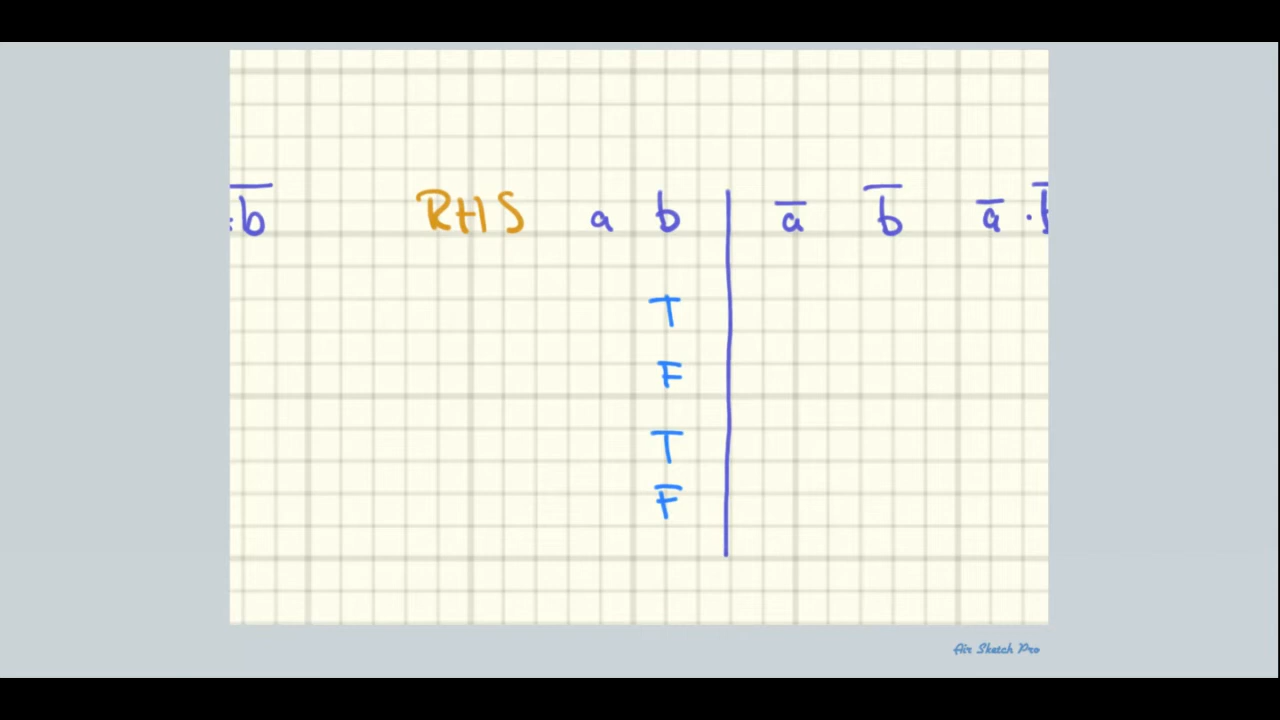 . b̅ RHS a b | a̅ b̅ a̅ . b̅
T
F
T
F
Air Sketch Pro